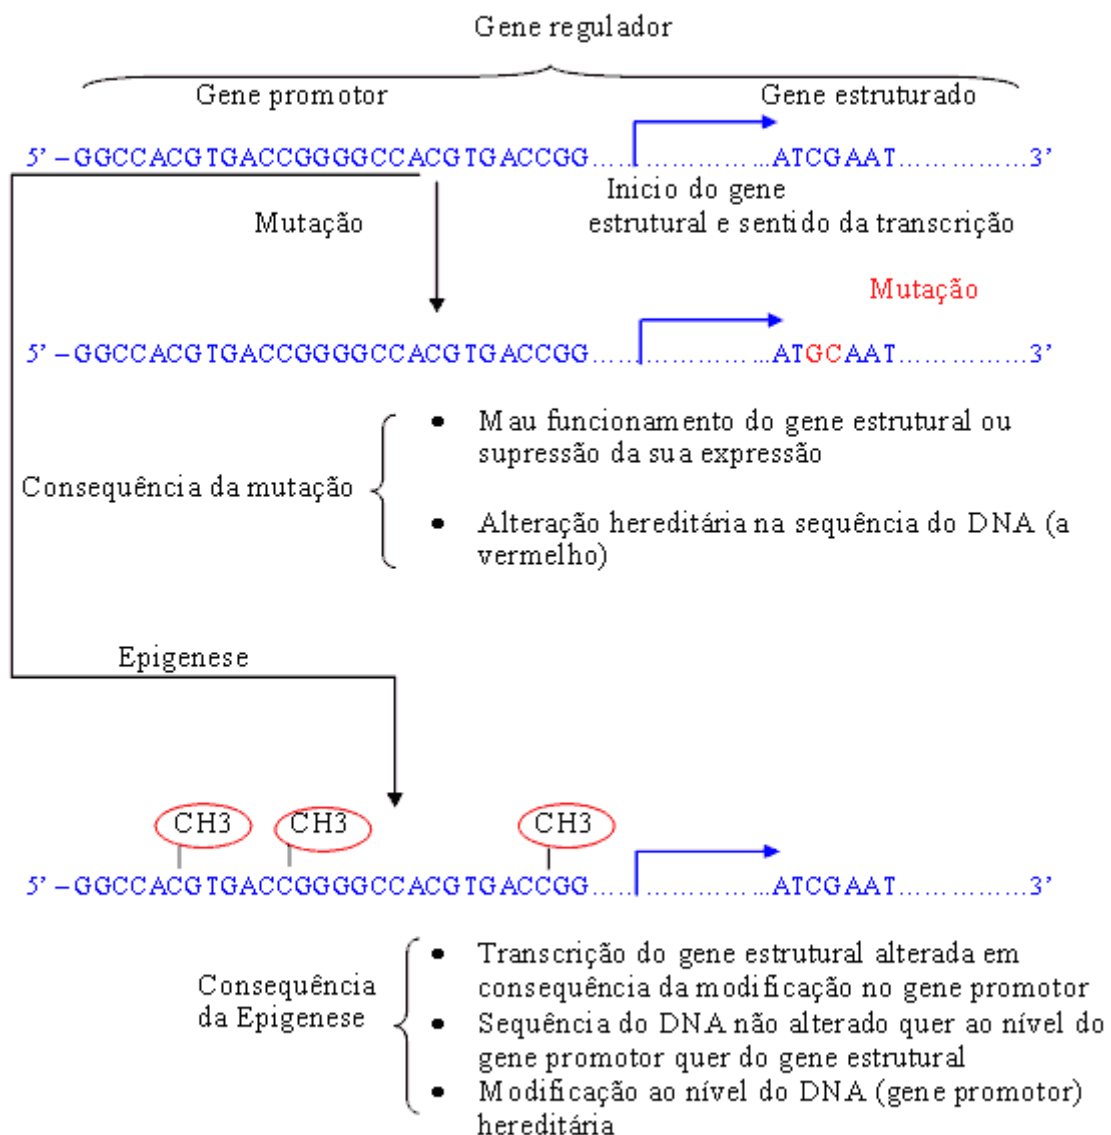 Gene regulador
Gene promotor
Gene estruturado
5’ –GGCCACGTGACCGGGGCCACGTGACCGG…………………ATCGAAT…………3’
Inicio do gene
estrutural e sentido da transcrição
Mutação
Mutação
5’ –GGCCACGTGACCGGGGCCACGTGACCGG…………………ATGCAAT…………3’
Consequência da mutação
• Mau funcionamento do gene estrutural ou
supressão da sua expressão
• Alteração hereditária na sequência do DNA (a
vermelho)
Epigenese
CH3 CH3 CH3
5’ –GGCCACGTGACCGGGGCCACGTGACCGG…………………ATCGAAT…………3’
Consequência
da Epigenese
• Transcrição do gene estrutural alterada em
consequência da modificação no gene promotor
• Sequência do DNA não alterado quer ao nível do
gene promotor quer do gene estrutural
• Modificação ao nível do DNA (gene promotor)
hereditária